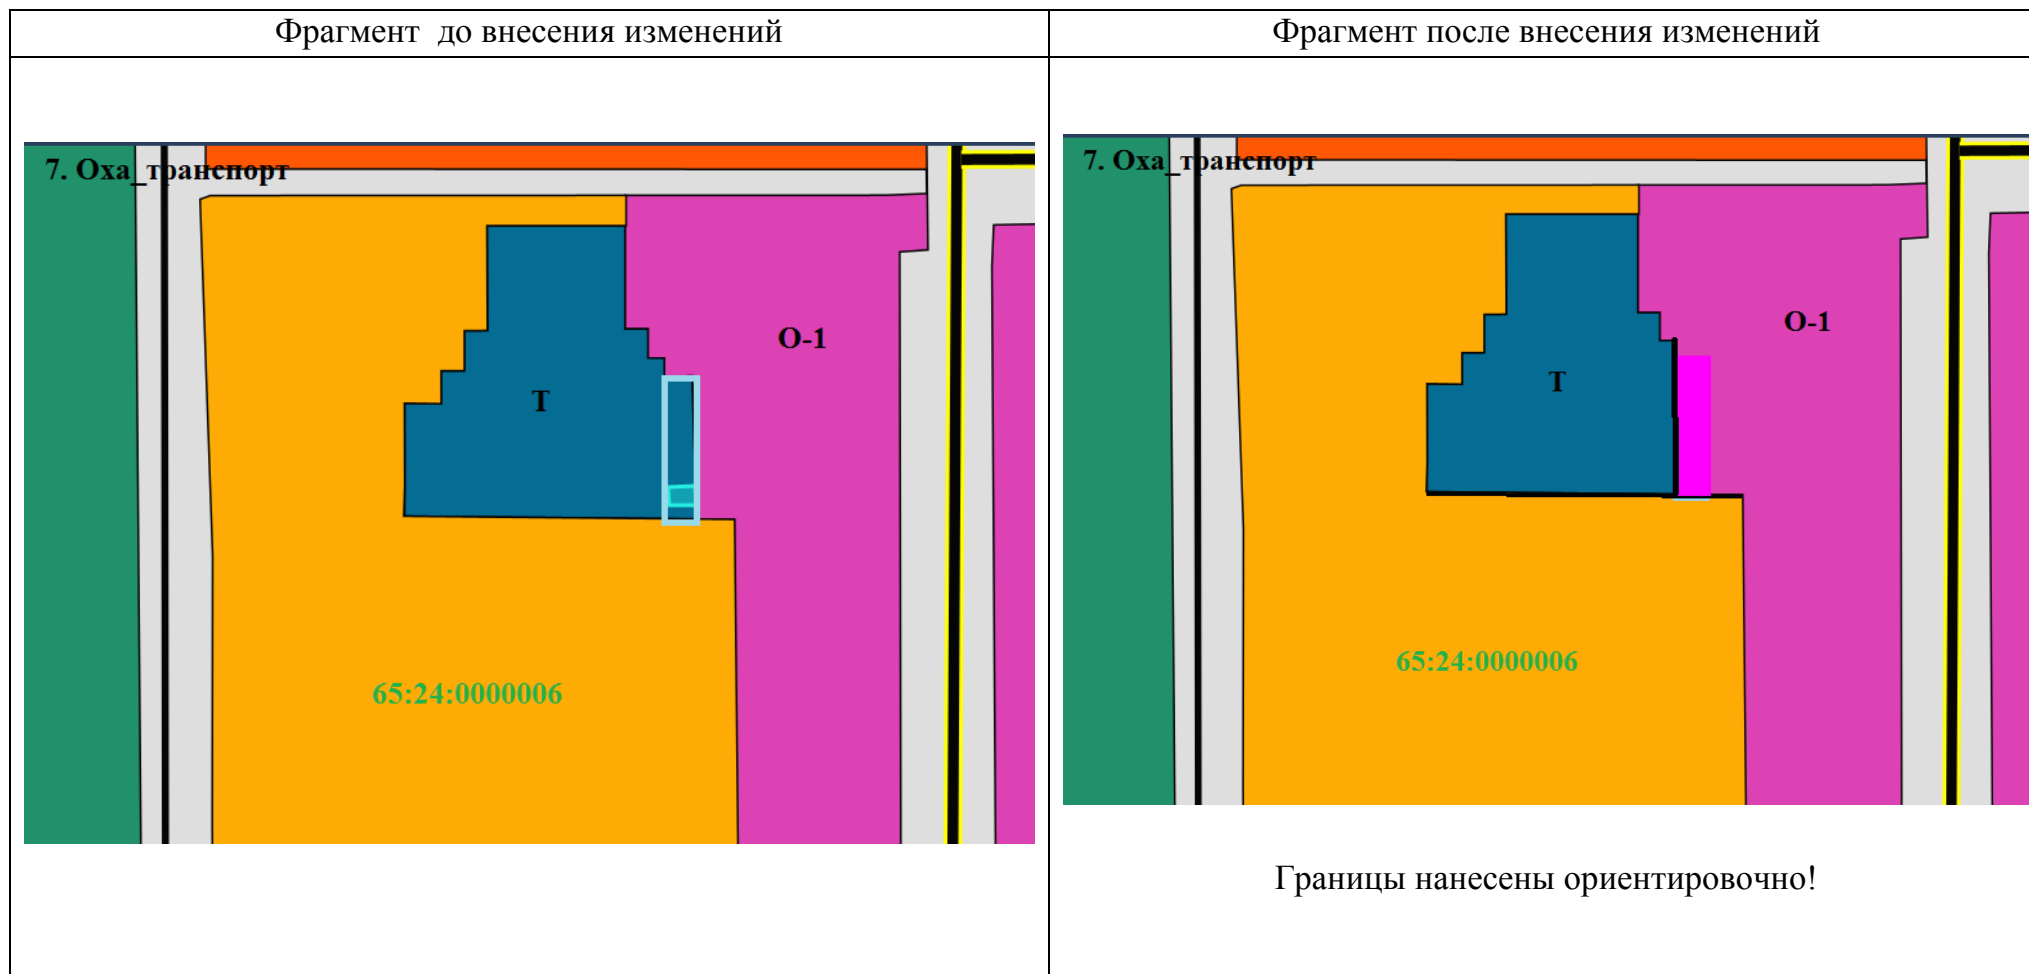 Фрагмент до внесения изменений
Фрагмент после внесения изменений
7. Оха_транспорт
О-1
Т
65:24:0000006
7. Оха_транспорт
О-1
Т
65:24:0000006
Границы нанесены ориентировочно!